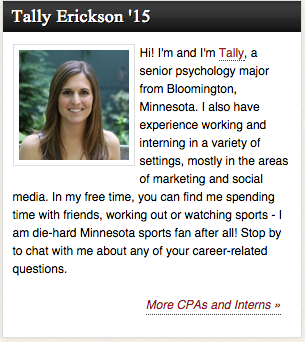 Tally Erickson '15
Hi! I'm and I'm Tally, a
senior psychology major
from Bloomington,
Minnesota. I also have
experience working and
interning in a variety of
settings, mostly in the areas
of marketing and social
media. In my free time, you can find me spending
time with friends, working out or watching sports - I
am die-hard Minnesota sports fan after all! Stop by
to chat with me about any of your career-related
questions.
More CPAs and Interns »